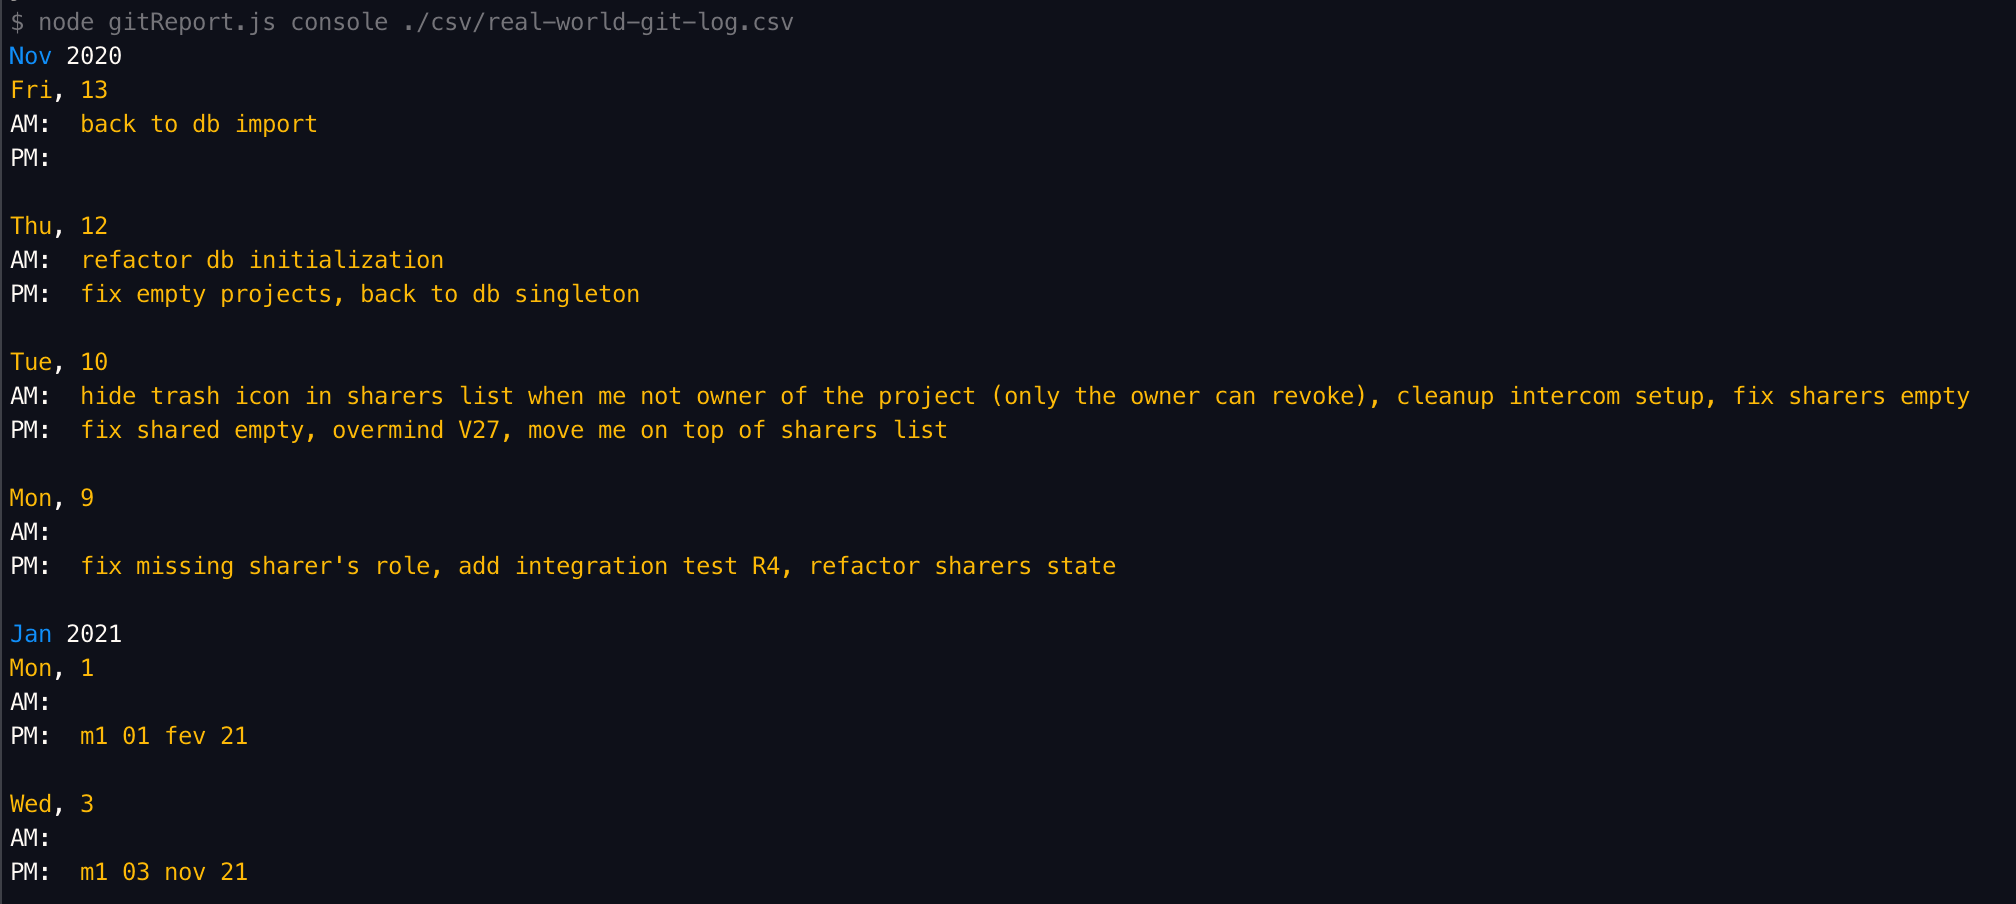 $ node gitReport.js console ./csv/real-world-git-log.csv
Nov 2020
Fri, 13
AM:  back to db import
PM:
Thu, 12
AM:  refactor db initialization
PM:  fix empty projects, back to db singleton
Tue, 10
AM:  hide trash icon in sharers list when me not owner of the project (only the owner can revoke), cleanup intercom setup, fix sharers empty
PM:  fix shared empty, overmind V27, move me on top of sharers list
Mon, 9
AM:
PM:  fix missing sharer's role, add integration test R4, refactor sharers state
Jan 2021
Mon, 1
AM:
PM:  m1 01 fev 21
Wed, 3
AM:
PM:  m1 03 nov 21